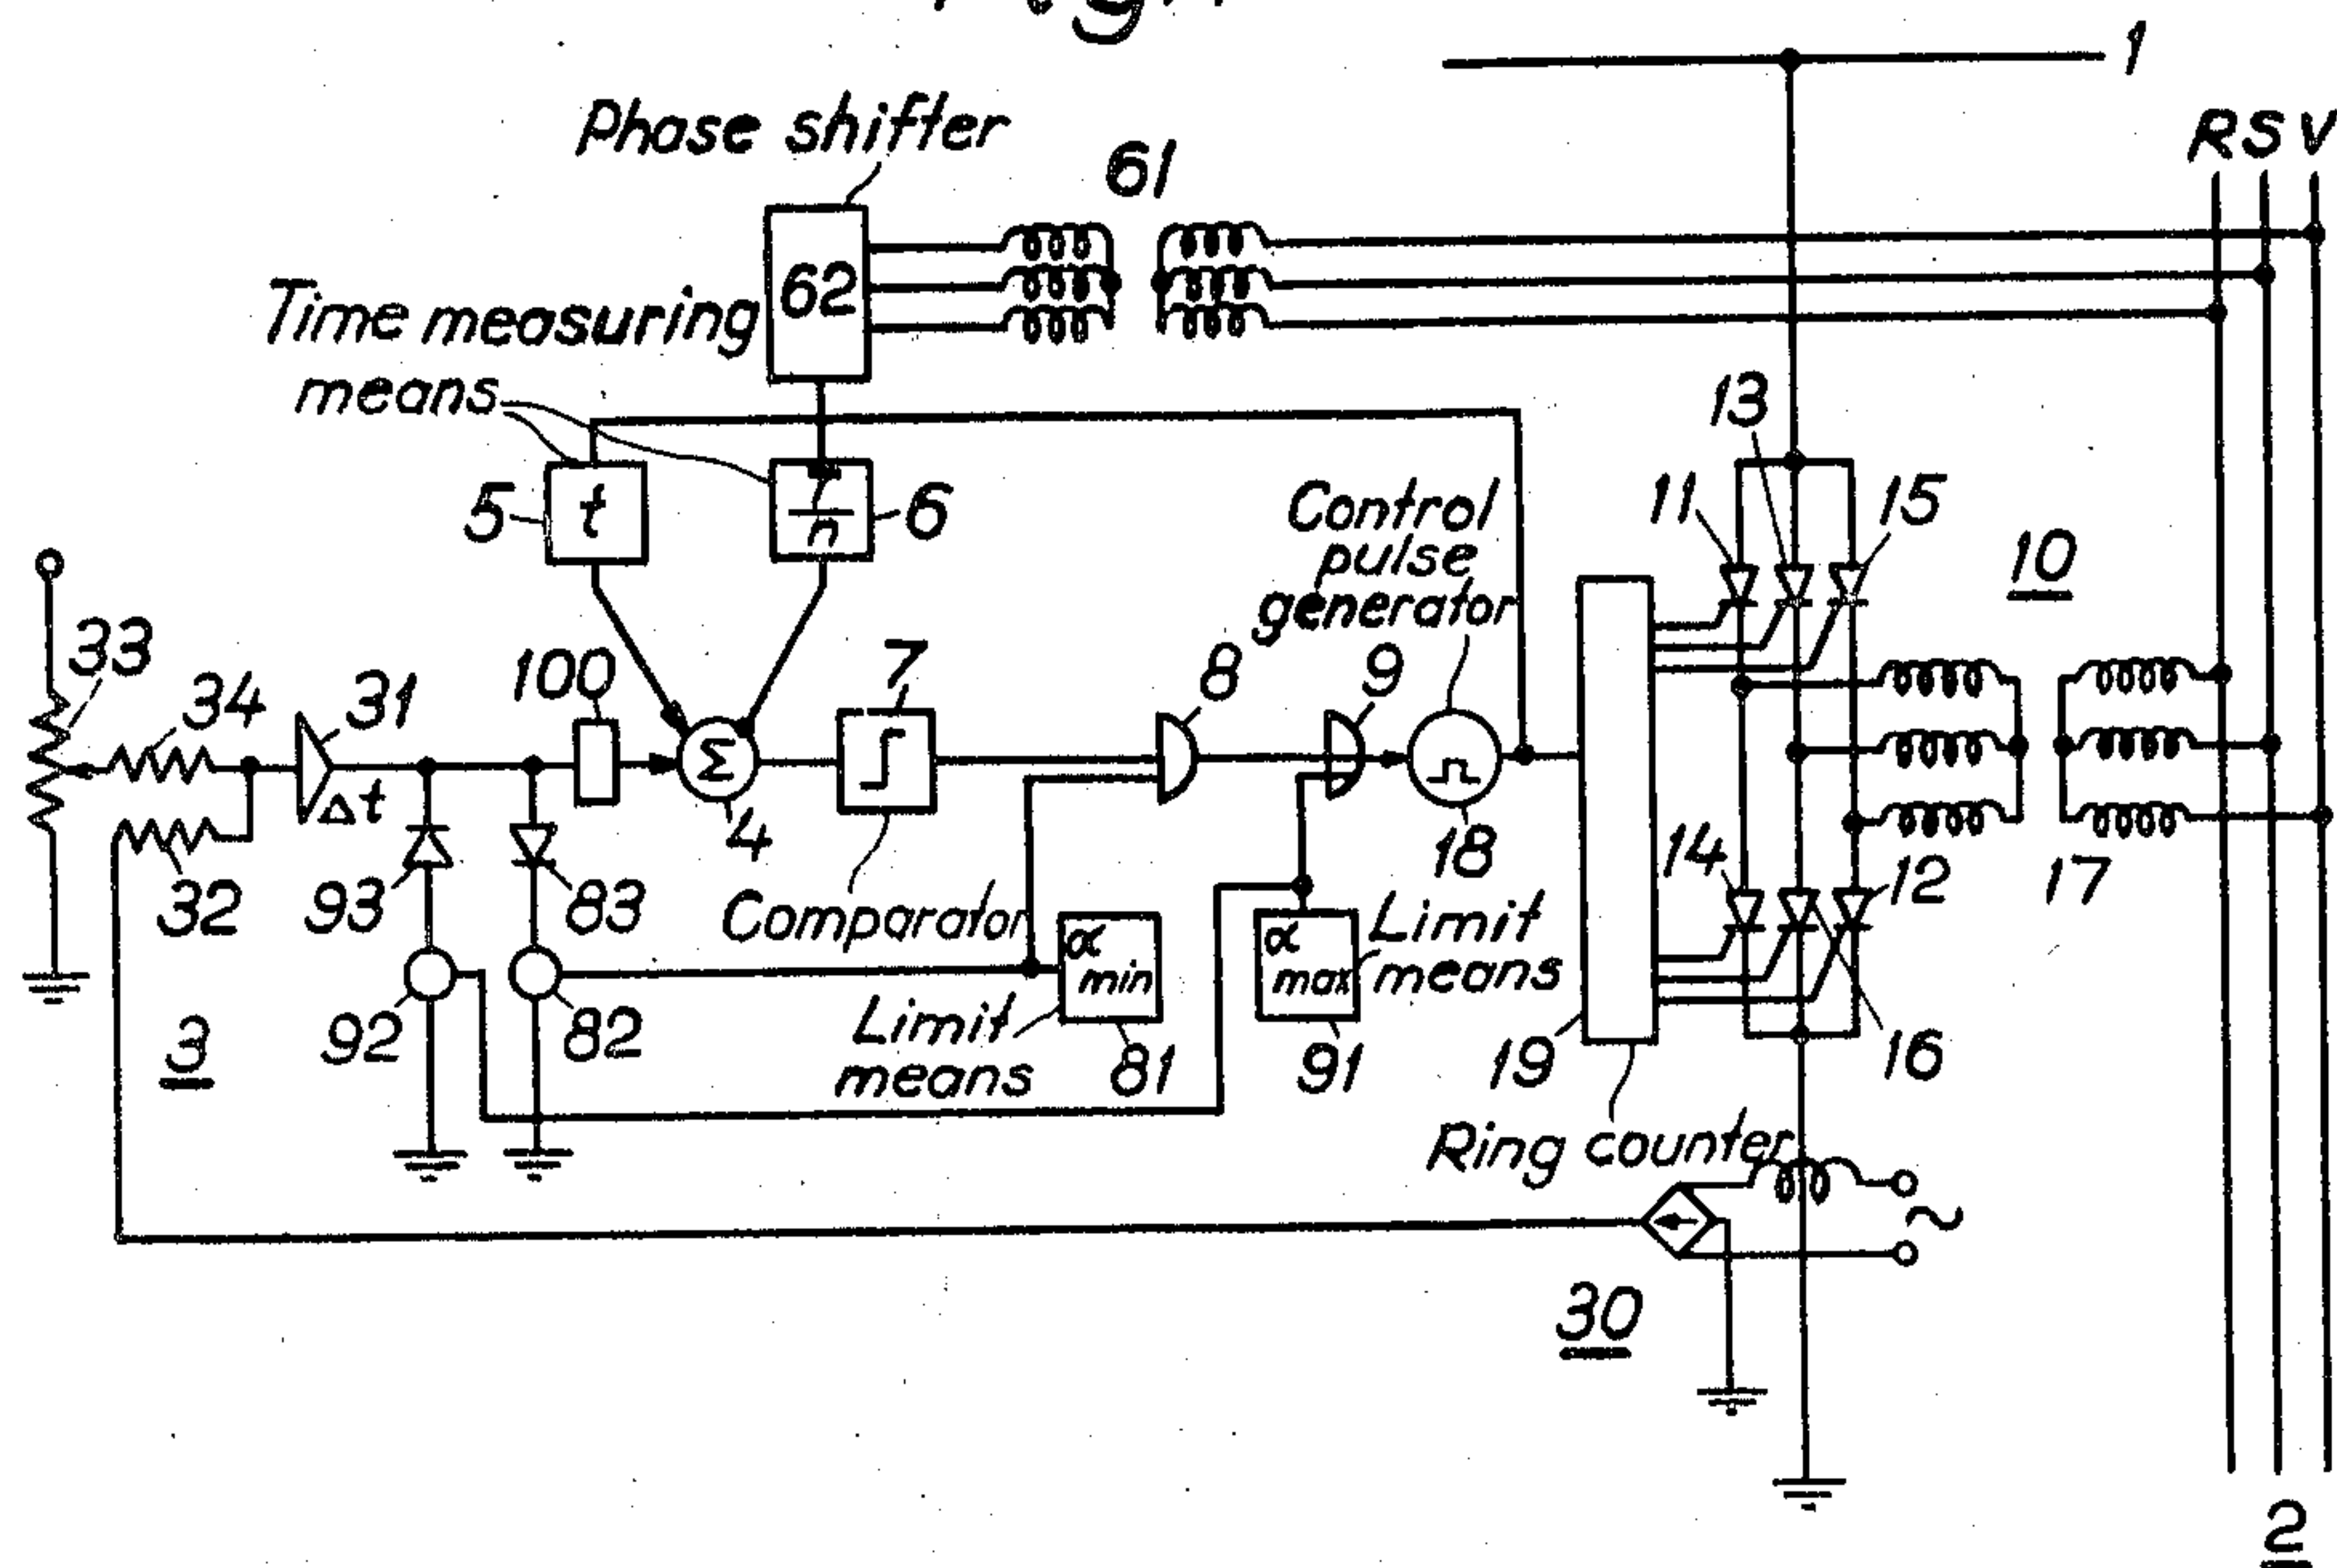 1
Phase shifter
61
R S V
62
Time measuring
means
13
5
t
T
n
6
Control
pulse
generator
11
15
10
33
34
31
100
7
8
9
Σ
Δt
4
18
14
12
17
32
93
83
Comparator
α
min
α
max
Limit
means
92
82
Limit
means
81
91
19
16
3
Ring counter
~
30
2